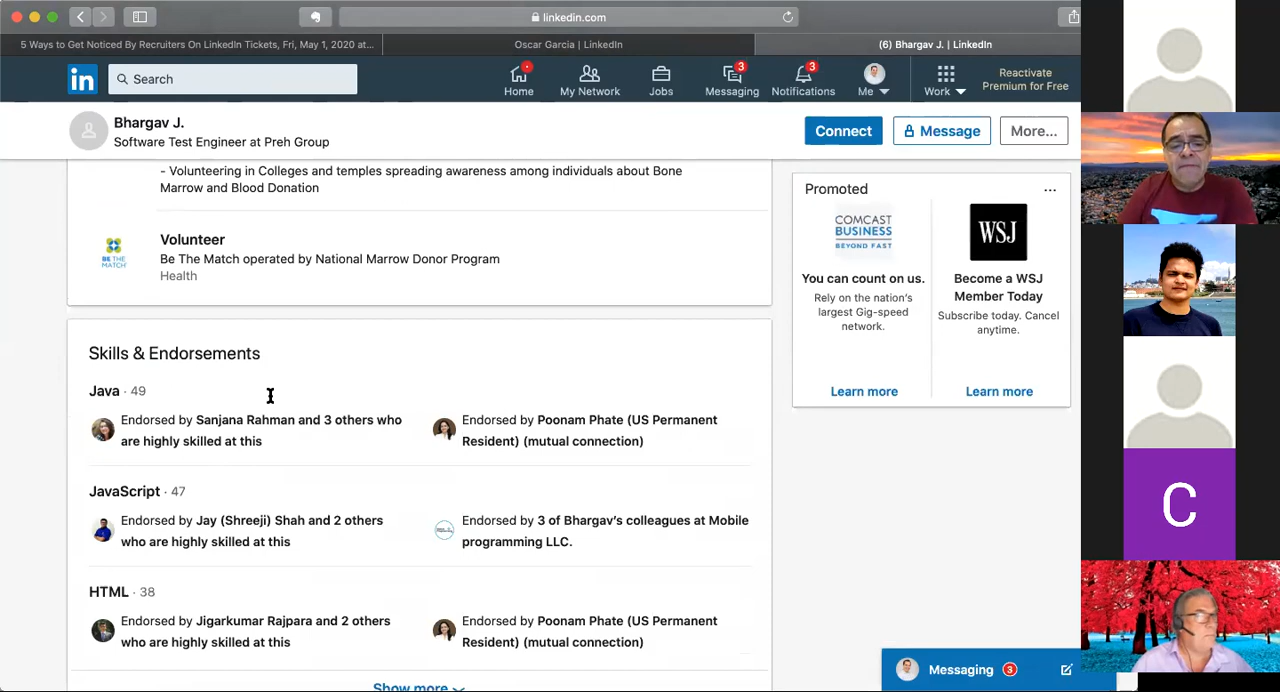 linkedin.com
5 Ways to Get Noticed By Recruiters On LinkedIn Tickets, Fri, May 1, 2020 at...
Oscar Garcia | LinkedIn
(6) Bhargav J. | LinkedIn
in
Search
Home
My Network
Jobs
3
Messaging
3
Notifications
Me
Work
Reactivate
Premium for Free
Bhargav J.
Software Test Engineer at Preh Group
Connect
Message
More...
- Volunteering in Colleges and temples spreading awareness among individuals about Bone
Marrow and Blood Donation
BE THE
MATCH
Volunteer
Be The Match operated by National Marrow Donor Program
Health
Skills & Endorsements
Java · 49
Endorsed by Sanjana Rahman and 3 others who
are highly skilled at this
Endorsed by Poonam Phate (US Permanent
Resident) (mutual connection)
JavaScript · 47
Endorsed by Jay (Shreeji) Shah and 2 others
who are highly skilled at this
Endorsed by 3 of Bhargav's colleagues at Mobile
programming LLC.
HTML · 38
Endorsed by Jigarkumar Rajpara and 2 others
who are highly skilled at this
Endorsed by Poonam Phate (US Permanent
Resident) (mutual connection)
Show more
Promoted
...
COMCAST
BUSINESS
BEYOND FAST
You can count on us.
Rely on the nation's
largest Gig-speed
network.
Learn more
WSJ
Become a WSJ
Member Today
Subscribe today. Cancel
anytime.
Learn more
Messaging 3
C